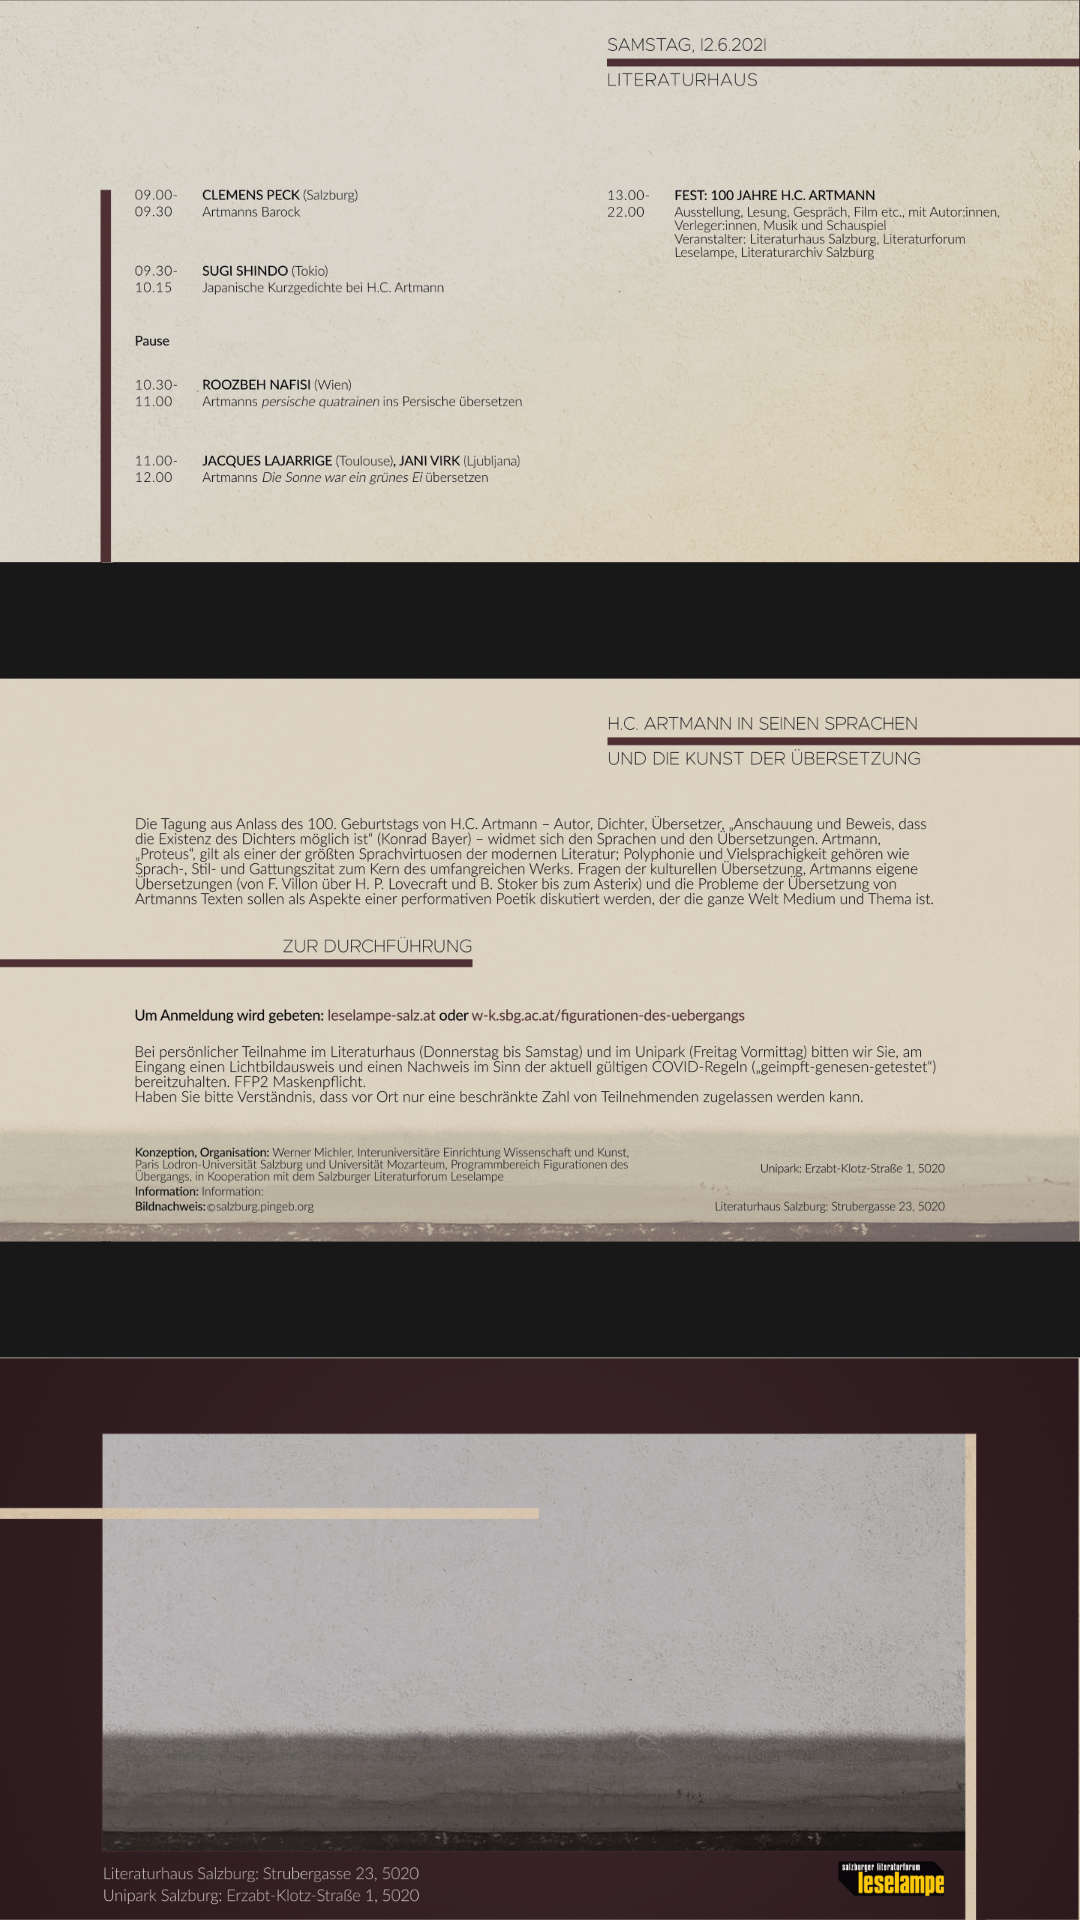 SAMSTAG, 12.6.2021
LITERATURHAUS
09.00-
09.30
CLEMENS PECK (Salzburg)
Artmanns Barock
09.30-
10.15
SUGI SHINDO (Tokio)
Japanische Kurzgedichte bei H.C. Artmann
Pause
10.30-
11.00
ROOZBEH NAFISI (Wien)
Artmanns persische quatrainen ins Persische übersetzen
11.00-
12.00
JACQUES LAJARRIGE (Toulouse), JANI VIRK (Ljubljana)
Artmanns Die Sonne war ein grünes Ei übersetzen
13.00-
22.00
FEST: 100 JAHRE H.C. ARTMANN
Ausstellung, Lesung, Gespräch, Film etc., mit Autor:innen,
Verleger:innen, Musik und Schauspiel
Veranstalter: Literaturhaus Salzburg, Literaturforum
Leselampe, Literaturarchiv Salzburg
H.C. ARTMANN IN SEINEN SPRACHEN
UND DIE KUNST DER ÜBERSETZUNG
Die Tagung aus Anlass des 100. Geburtstags von H.C. Artmann – Autor, Dichter, Übersetzer, „Anschauung und Beweis, dass
die Existenz des Dichters möglich ist“ (Konrad Bayer) – widmet sich den Sprachen und den Übersetzungen. Artmann,
„Proteus“, gilt als einer der größten Sprachvirtuosen der modernen Literatur; Polyphonie und Vielsprachigkeit gehören wie
Sprach-, Stil- und Gattungszitat zum Kern des umfangreichen Werks. Fragen der kulturellen Übersetzung, Artmanns eigene
Übersetzungen (von F. Villon über H. P. Lovecraft und B. Stoker bis zum Asterix) und die Probleme der Übersetzung von
Artmanns Texten sollen als Aspekte einer performativen Poetik diskutiert werden, der die ganze Welt Medium und Thema ist.
ZUR DURCHFÜHRUNG
Um Anmeldung wird gebeten: leselampe-salz.at oder w-k.sbg.ac.at/figurationen-des-uebergangs
Bei persönlicher Teilnahme im Literaturhaus (Donnerstag bis Samstag) und im Unipark (Freitag Vormittag) bitten wir Sie, am
Eingang einen Lichtbildausweis und einen Nachweis im Sinn der aktuell gültigen COVID-Regeln („geimpft-genesen-getestet“)
bereitzuhalten. FFP2 Maskenpflicht.
Haben Sie bitte Verständnis, dass vor Ort nur eine beschränkte Zahl von Teilnehmenden zugelassen werden kann.
Konzeption, Organisation: Werner Michler, Interuniversitäre Einrichtung Wissenschaft und Kunst,
Paris Lodron-Universität Salzburg und Universität Mozarteum, Programmbereich Figurationen des
Übergangs, in Kooperation mit dem Salzburger Literaturforum Leselampe
Information: Information:
Bildnachweis: ©salzburg.pingeb.org
Unipark: Erzabt-Klotz-Straße 1, 5020
Literaturhaus Salzburg: Strubergasse 23, 5020
Literaturhaus Salzburg: Strubergasse 23, 5020
Unipark Salzburg: Erzabt-Klotz-Straße 1, 5020
salzburger literaturforum
leselampe